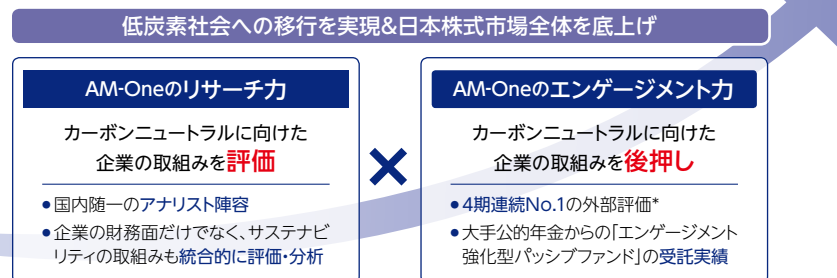 低炭素社会への移行を実現&日本株式市場全体を底上げ
AM-Oneのリサーチ力
カーボンニュートラルに向けた
企業の取組みを評価
●国内随一のアナリスト陣容
●企業の財務面だけでなく、サステナビ
リティの取組みも統合的に評価・分析
×
AM-Oneのエンゲージメント力
カーボンニュートラルに向けた
企業の取組みを後押し
●4期連続No.1の外部評価*
●大手公的年金からの「エンゲージメント
強化型パッシブファンド」の受託実績